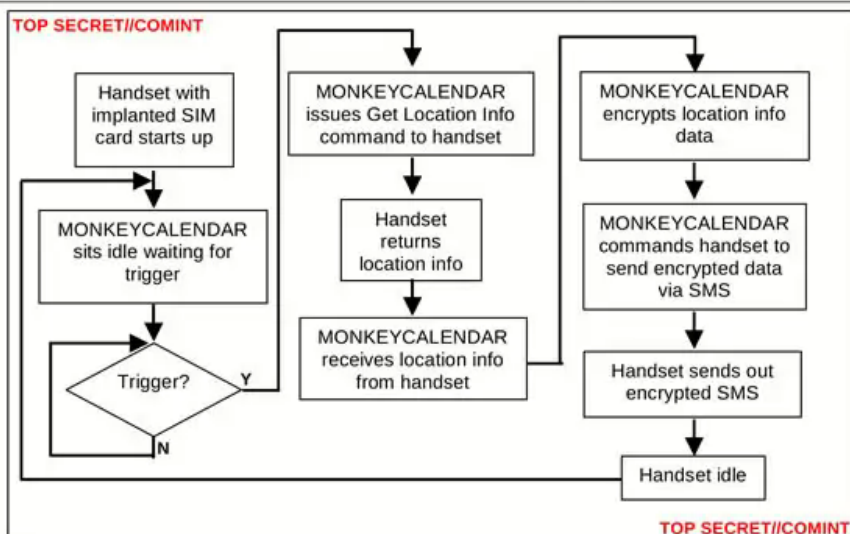 TOP SECRET//COMINT
Handset with
implanted SIM
card starts up
MONKEYCALENDAR
sits idle waiting for
trigger
Trigger?
Y
N
MONKEYCALENDAR
issues Get Location Info
command to handset
Handset
returns
location info
MONKEYCALENDAR
receives location info
from handset
MONKEYCALENDAR
encrypts location info
data
MONKEYCALENDAR
commands handset to
send encrypted data
via SMS
Handset sends out
encrypted SMS
Handset idle
TOP SECRET//COMINT